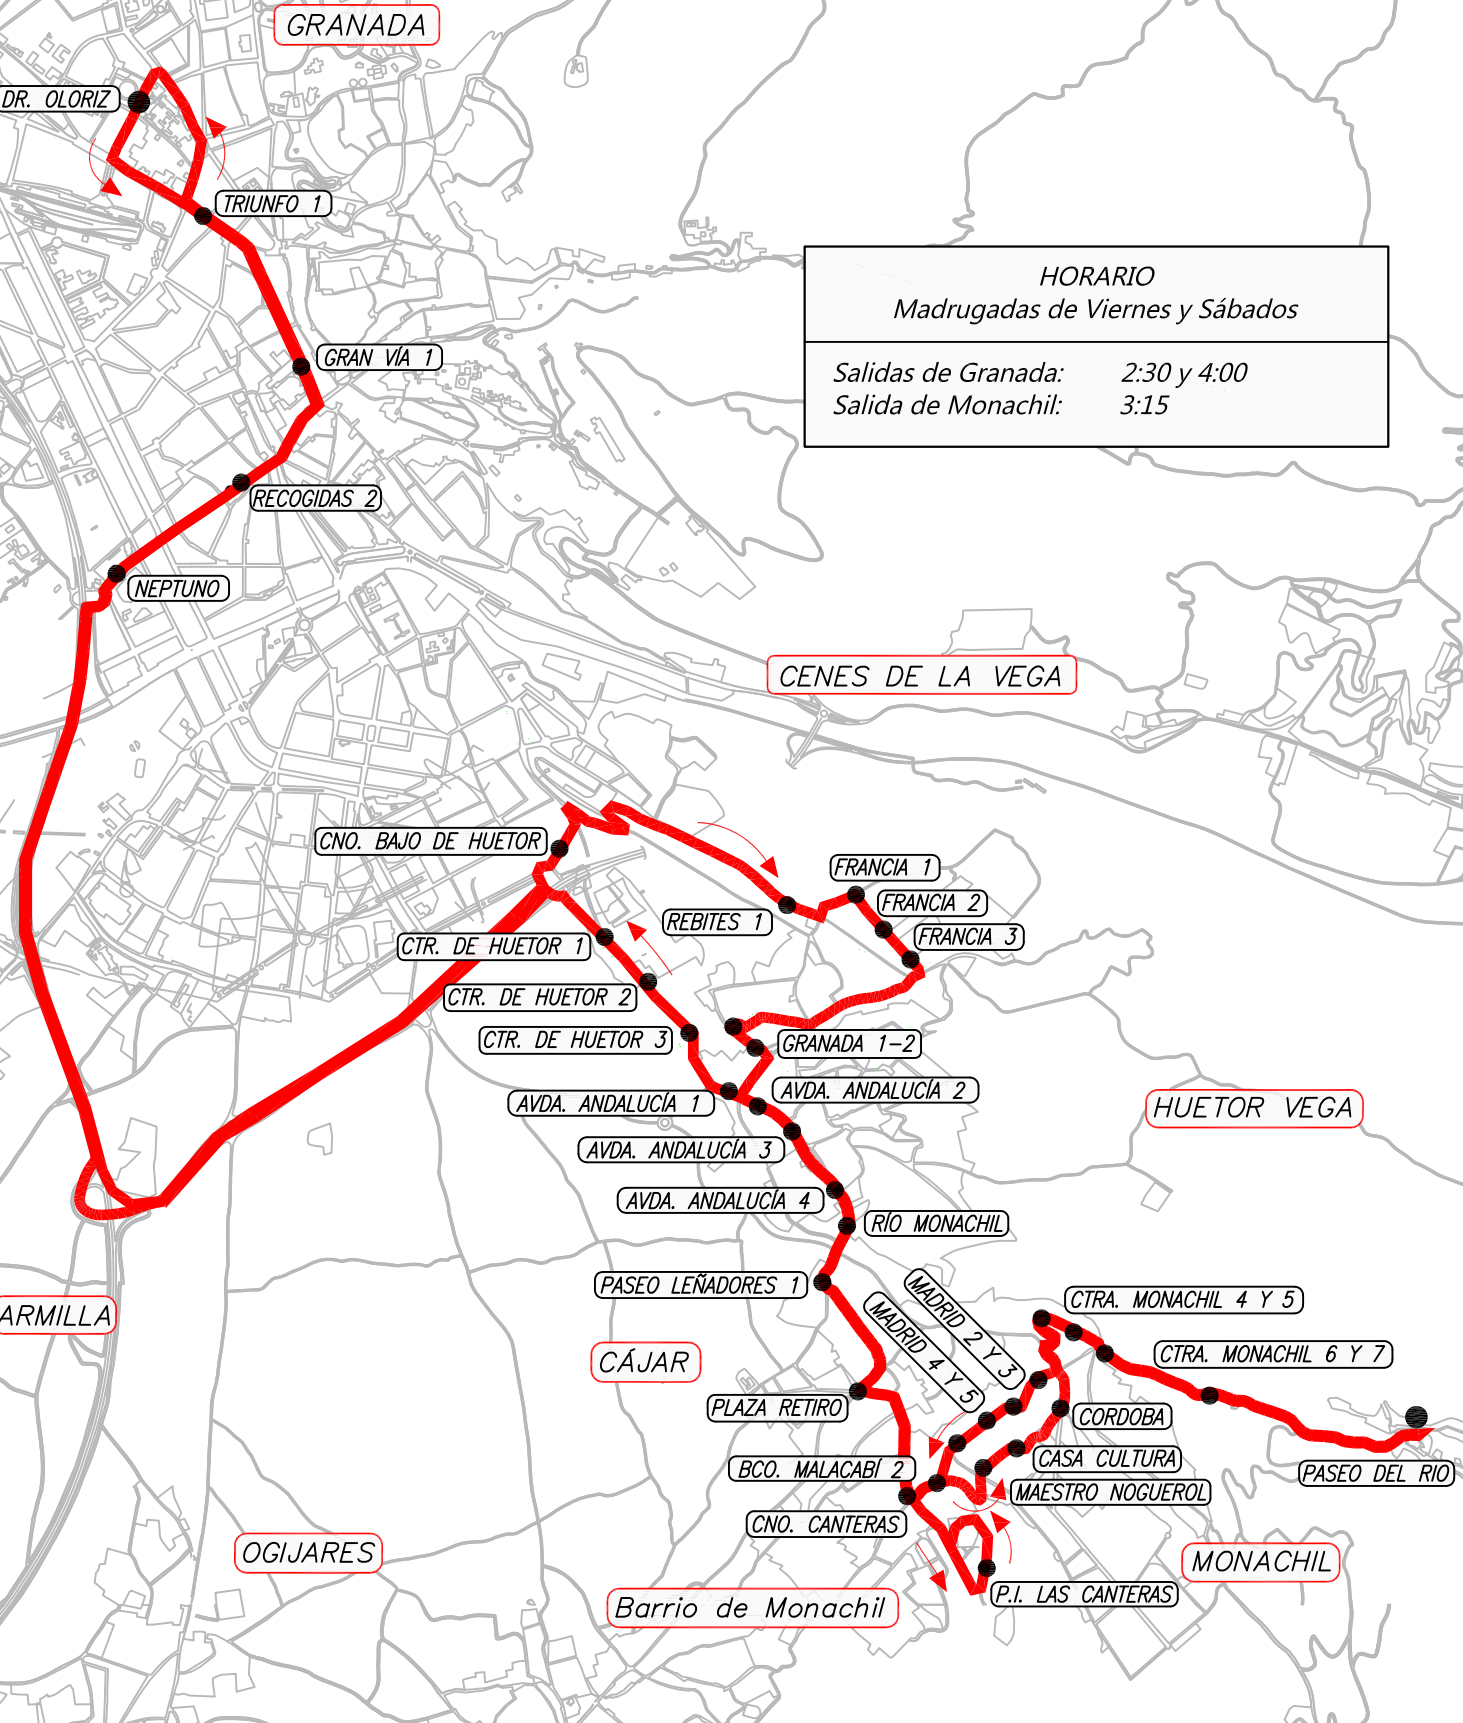 GRANADA
DR. OLORIZ
TRIUNFO 1
HORARIO
Madrugadas de Viernes y Sábados
Salidas de Granada: 2:30 y 4:00
Salida de Monachil: 3:15
GRAN VÍA 1
RECOGIDAS 2
NEPTUNO
CENES DE LA VEGA
CNO. BAJO DE HUETOR
FRANCIA 1
FRANCIA 2
REBITES 1
FRANCIA 3
CTR. DE HUETOR 1
CTR. DE HUETOR 2
CTR. DE HUETOR 3
GRANADA 1-2
AVDA. ANDALUCÍA 2
AVDA. ANDALUCÍA 1
HUETOR VEGA
AVDA. ANDALUCÍA 3
AVDA. ANDALUCÍA 4
RÍO MONACHIL
PASEO LEÑADORES 1
MADRID 2 Y 3
MADRID 4 Y 5
CTRA. MONACHIL 4 Y 5
ARMILLA
CTRA. MONACHIL 6 Y 7
CÁJAR
PLAZA RETIRO
CORDOBA
CASA CULTURA
BCO. MALACABÍ 2
PASEO DEL RIO
MAESTRO NOGUEROL
CNO. CANTERAS
OGIJARES
MONACHIL
P.I. LAS CANTERAS
Barrio de Monachil